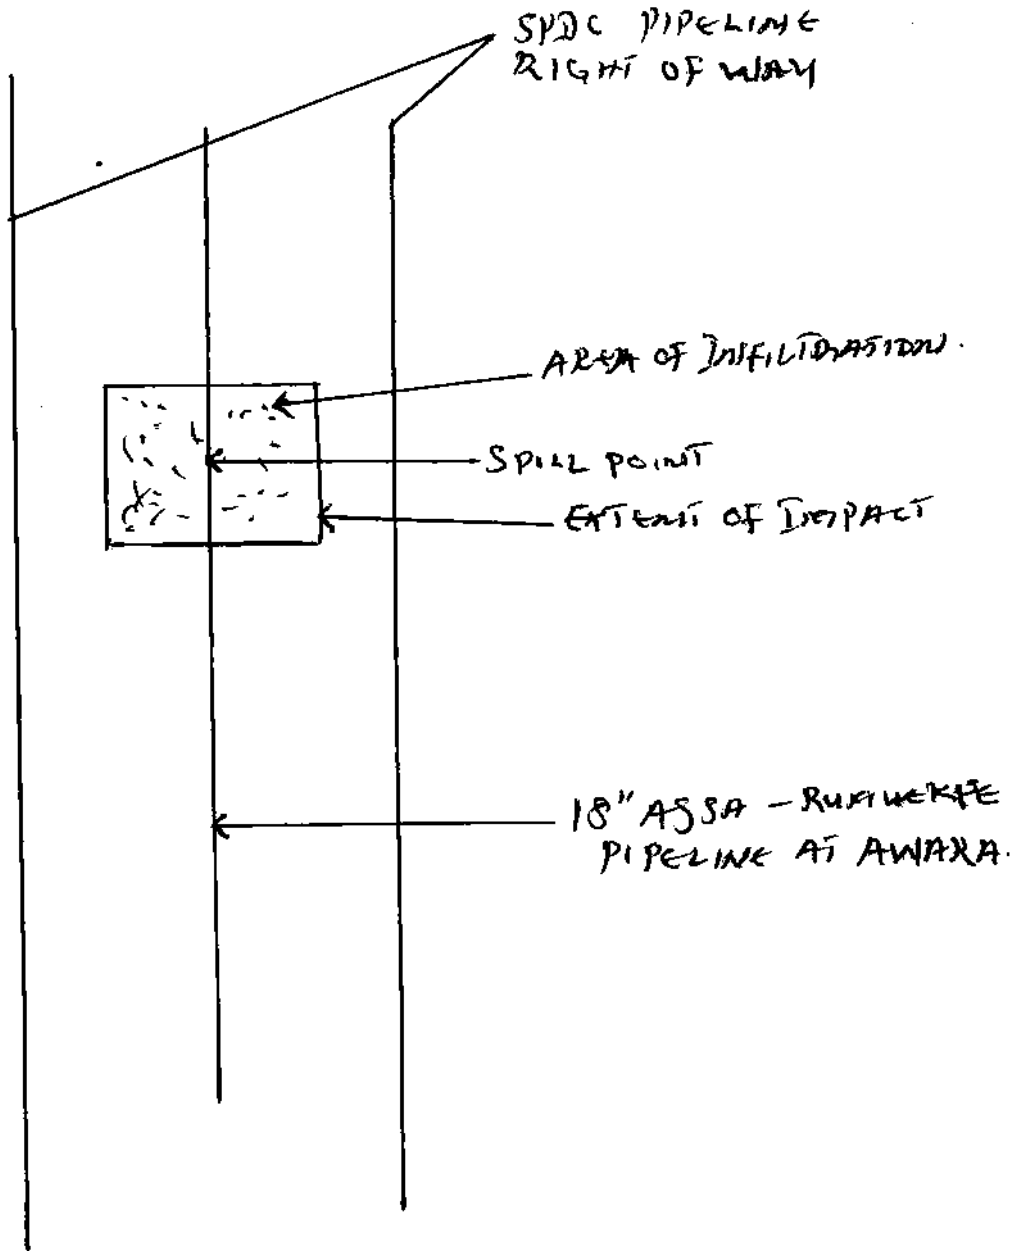 SPDC PIPELINE
RIGHT OF WAY
AREA OF INFILTRATION.
SPILL POINT
EXTENT OF IMPACT
18" ASSA - RUMUEKPE
PIPELINE AT AWARA.